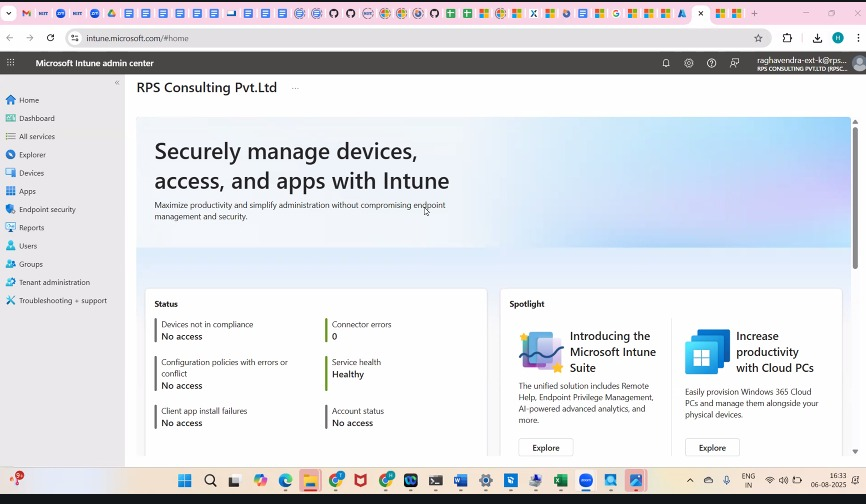 intune.microsoft.com/#home
Microsoft Intune admin center
raghavendra-ext-k@rps...
RPS CONSULTING PVT.LTD (RPSC...
Home
Dashboard
All services
Explorer
Devices
Apps
Endpoint security
Reports
Users
Groups
Tenant administration
Troubleshooting + support
RPS Consulting Pvt.Ltd
Securely manage devices,
access, and apps with Intune
Maximize productivity and simplify administration without compromising endpoint
management and security.
Status
Devices not in compliance
No access
Connector errors
0
Configuration policies with errors or
conflict
No access
Service health
Healthy
Client app install failures
No access
Account status
No access
Spotlight
Introducing the
Microsoft Intune
Suite
The unified solution includes Remote
Help, Endpoint Privilege Management,
AI-powered advanced analytics, and
more.
Explore
Increase
productivity
with Cloud PCs
Easily provision Windows 365 Cloud
PCs and manage them alongside your
physical devices.
Explore
ENG
IN
16:33
06-08-2025